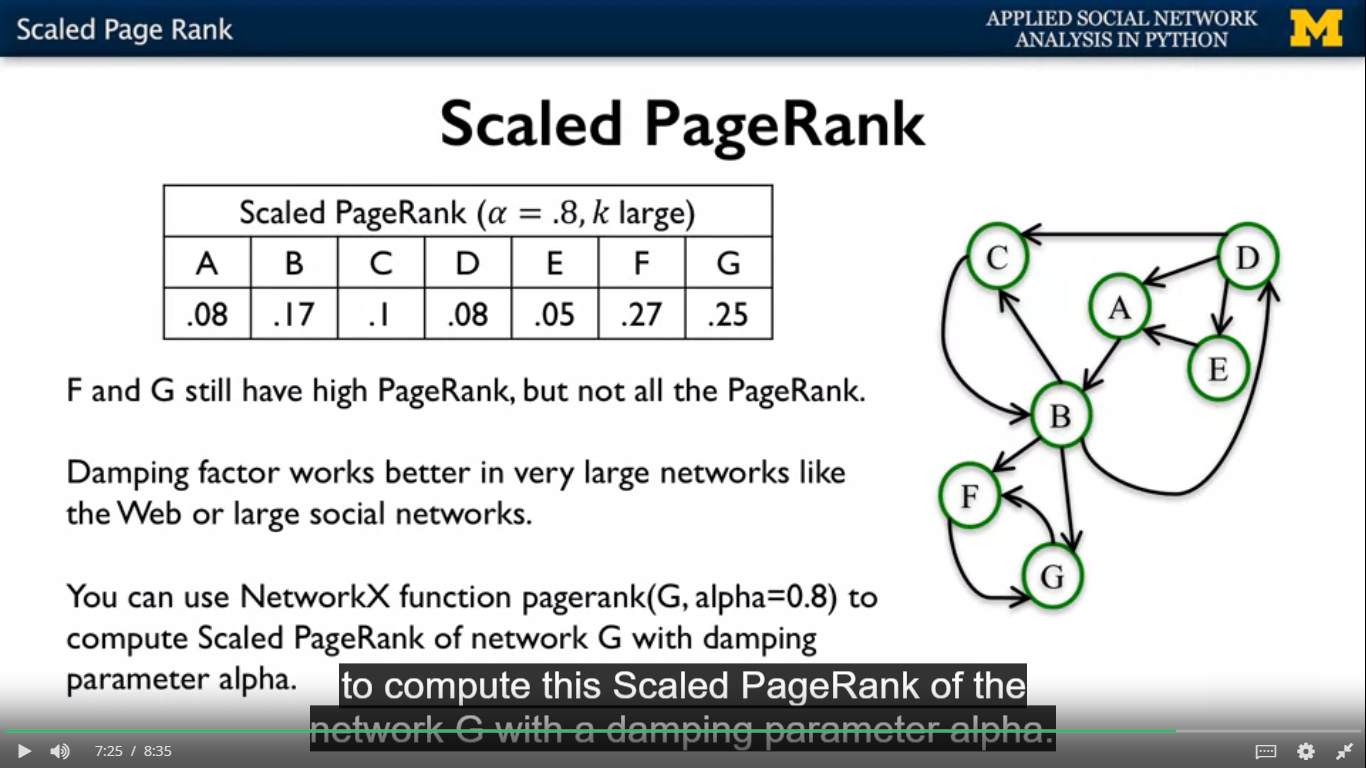 Scaled Page Rank
APPLIED SOCIAL NETWORK
ANALYSIS IN PYTHON
M
Scaled PageRank
Scaled PageRank (α = .8, k large)
A B C D E F G
.08 .17 .1 .08 .05 .27 .25
F and G still have high PageRank, but not all the PageRank.
Damping factor works better in very large networks like
the Web or large social networks.
You can use NetworkX function pagerank(G, alpha=0.8) to
compute Scaled PageRank of network G with damping
parameter alpha.
C
D
A
E
B
F
G
to compute this Scaled PageRank of the
network G with a damping parameter alpha.
7:25 / 8:35